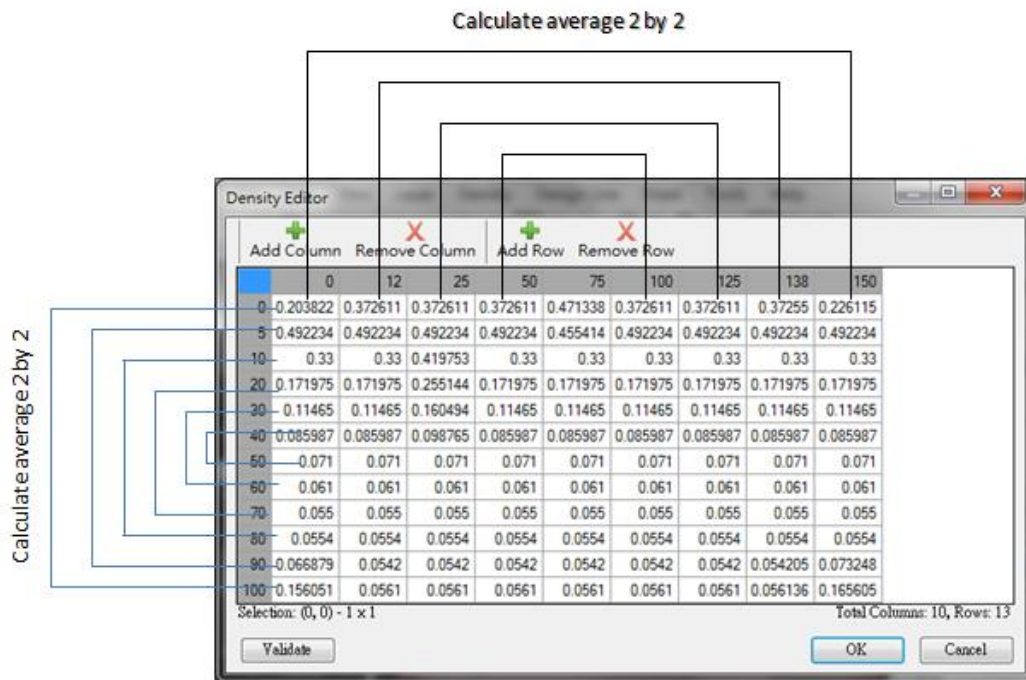 Calculate average 2 by 2
Calculate average 2 by 2
Density Editor
Add Column Remove Column Add Row Remove Row
0 12 25 50 75 100 125 138 150
0 0.203822 0.372611 0.372611 0.372611 0.471338 0.372611 0.372611 0.37255 0.226115
5 0.492234 0.492234 0.492234 0.492234 0.455414 0.492234 0.492234 0.492234 0.492234
10 0.33 0.33 0.419753 0.33 0.33 0.33 0.33 0.33 0.33
20 0.171975 0.171975 0.255144 0.171975 0.171975 0.171975 0.171975 0.171975 0.171975
30 0.11465 0.11465 0.160494 0.11465 0.11465 0.11465 0.11465 0.11465 0.11465
40 0.085987 0.085987 0.098765 0.085987 0.085987 0.085987 0.085987 0.085987 0.085987
50 0.071 0.071 0.071 0.071 0.071 0.071 0.071 0.071 0.071
60 0.061 0.061 0.061 0.061 0.061 0.061 0.061 0.061 0.061
70 0.055 0.055 0.055 0.055 0.055 0.055 0.055 0.055 0.055
80 0.0554 0.0554 0.0554 0.0554 0.0554 0.0554 0.0554 0.0554 0.0554
90 0.066879 0.0542 0.0542 0.0542 0.0542 0.0542 0.0542 0.054205 0.073248
100 0.156051 0.0561 0.0561 0.0561 0.0561 0.0561 0.0561 0.056136 0.165605
Selection: (0, 0) - 1 x 1 Total Columns: 10, Rows: 13
Validate OK Cancel